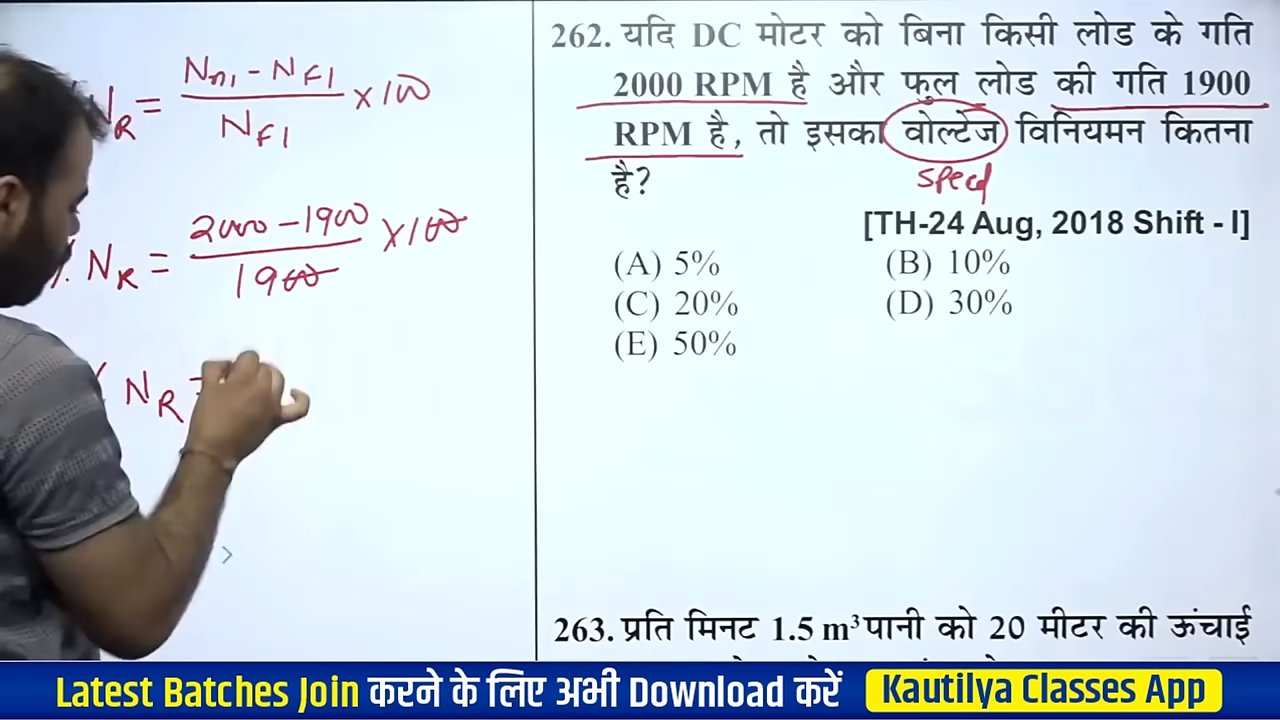 N_R = (N_nl - N_Fl) / N_Fl × 100
% N_R = (2000 - 1900) / 1900 × 100
% N_R =
262. यदि DC मोटर को बिना किसी लोड के गति
2000 RPM है और फुल लोड की गति 1900
RPM है, तो इसका वोल्टेज विनियमन कितना
speed
है?
[TH-24 Aug, 2018 Shift - I]
(A) 5% (B) 10%
(C) 20% (D) 30%
(E) 50%
263. प्रति मिनट 1.5 m³ पानी को 20 मीटर की ऊंचाई
Latest Batches Join करने के लिए अभी Download करें Kautilya Classes App